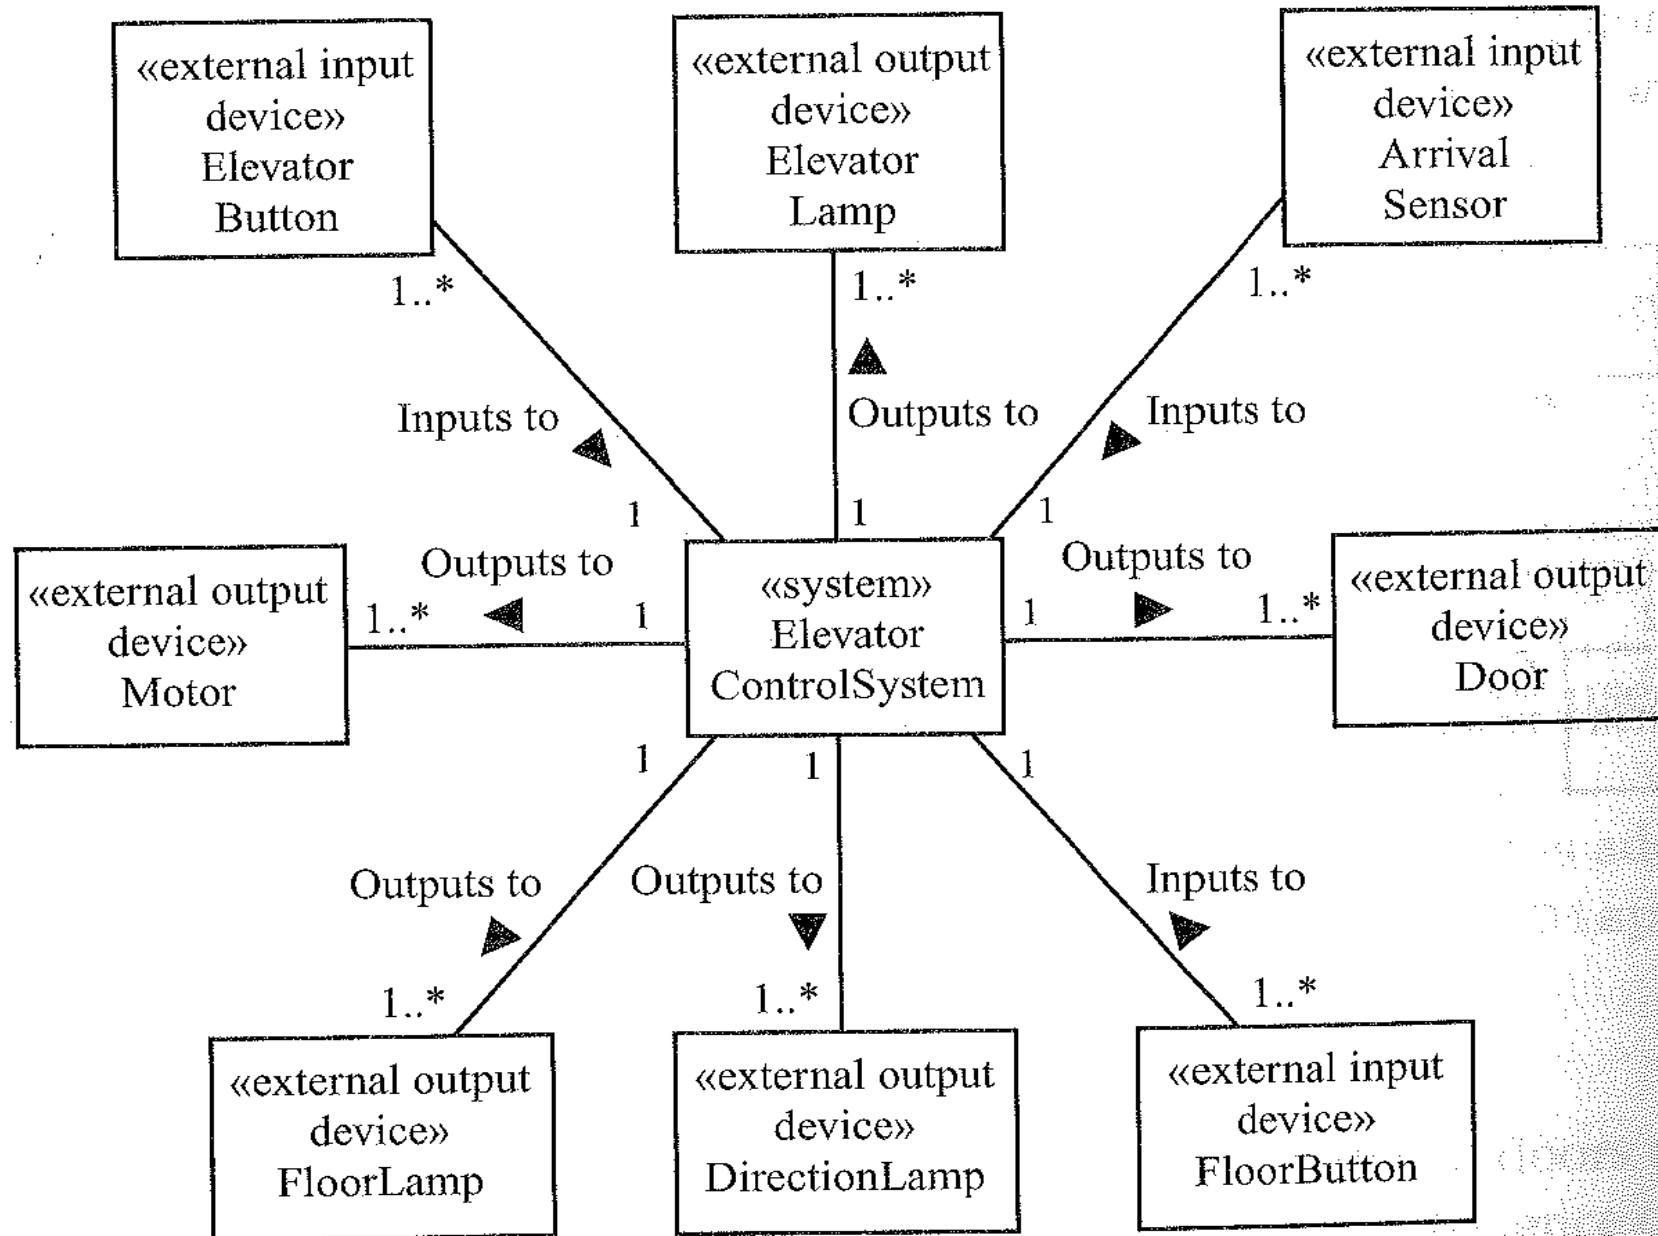 «external input
device»
Elevator
Button
«external output
device»
Elevator
Lamp
«external input
device»
Arrival
Sensor
1..*
1..*
1..*
Inputs to
Outputs to
Inputs to
1
1
1
«external output
device»
Motor
Outputs to
1..*
1
«system»
Elevator
ControlSystem
Outputs to
1
1..*
«external output
device»
Door
1
1
1
Outputs to
Outputs to
Inputs to
1..*
1..*
1..*
«external output
device»
FloorLamp
«external output
device»
DirectionLamp
«external input
device»
FloorButton